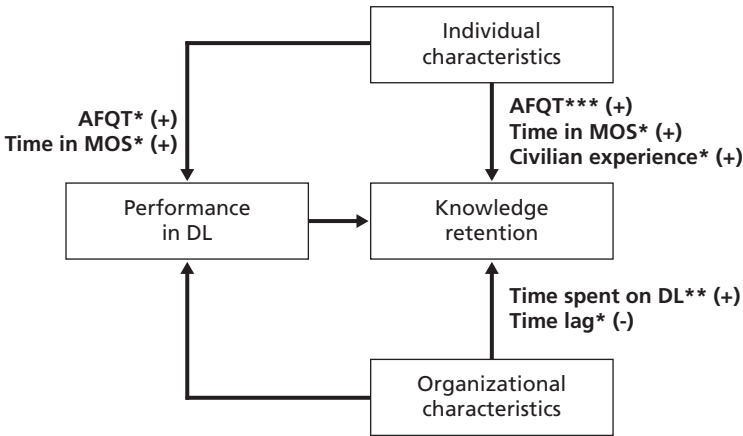 Individual
characteristics
AFQT* (+)
Time in MOS* (+)
AFQT*** (+)
Time in MOS* (+)
Civilian experience* (+)
Performance
in DL
Knowledge
retention
Time spent on DL** (+)
Time lag* (-)
Organizational
characteristics